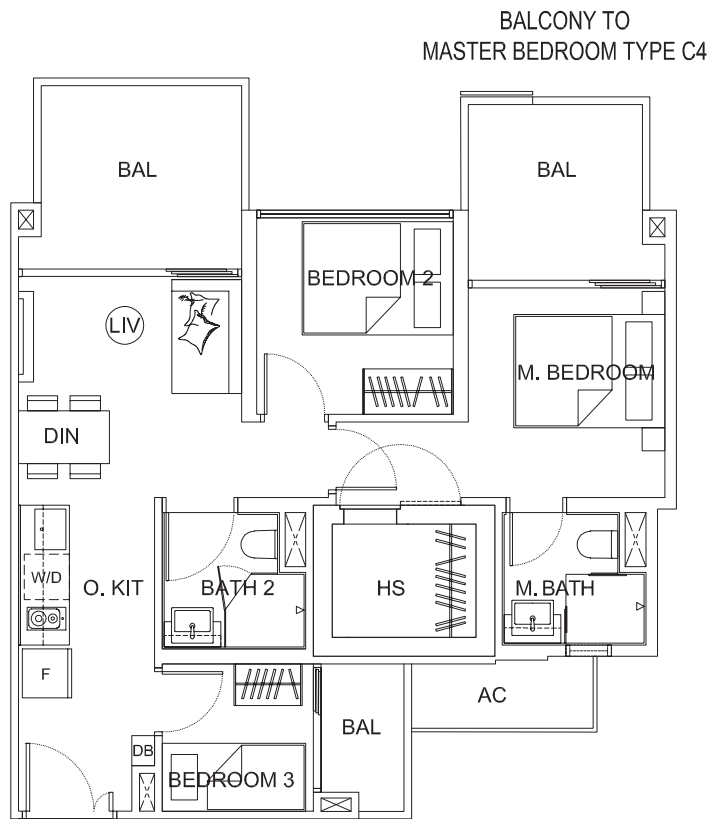 BALCONY TO
MASTER BEDROOM TYPE C4
BAL
BAL
BEDROOM 2
LIV
M. BEDROOM
DIN
W/D
O. KIT
BATH 2
HS
M. BATH
F
AC
BAL
DB
BEDROOM 3